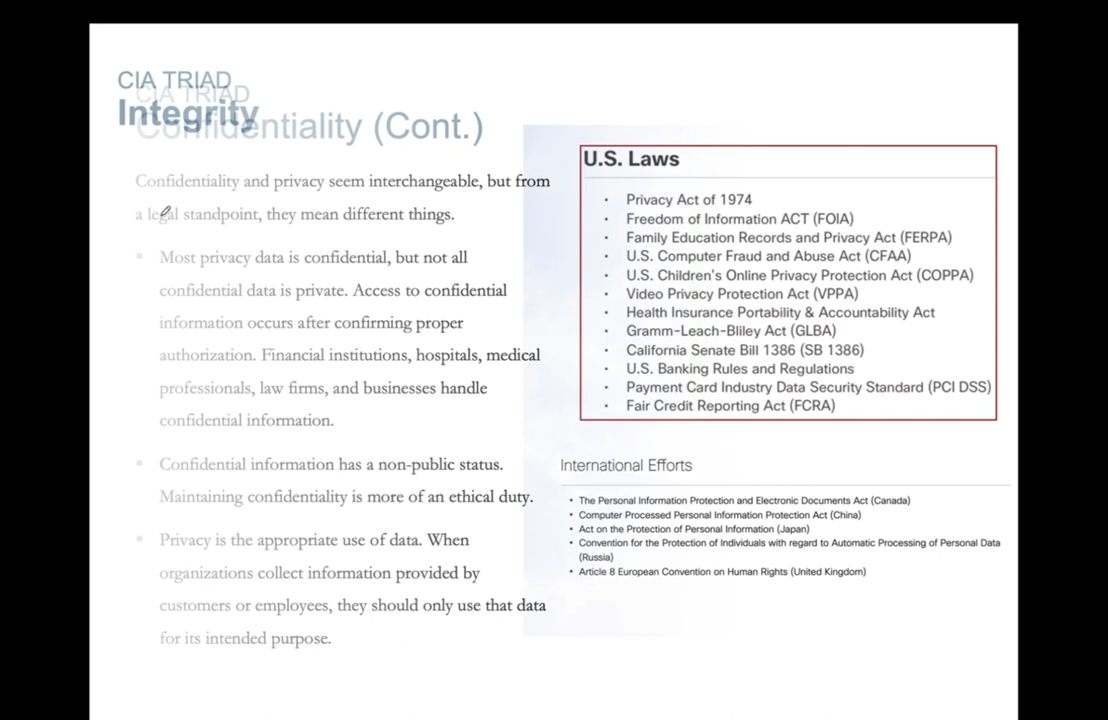 CIA TRIAD
CIA TRIAD
Integrity
Confidentiality (Cont.)
Confidentiality and privacy seem interchangeable, but from
a legal standpoint, they mean different things.
▪ Most privacy data is confidential, but not all
confidential data is private. Access to confidential
information occurs after confirming proper
authorization. Financial institutions, hospitals, medical
professionals, law firms, and businesses handle
confidential information.
▪ Confidential information has a non-public status.
Maintaining confidentiality is more of an ethical duty.
▪ Privacy is the appropriate use of data. When
organizations collect information provided by
customers or employees, they should only use that data
for its intended purpose.
U.S. Laws
• Privacy Act of 1974
• Freedom of Information ACT (FOIA)
• Family Education Records and Privacy Act (FERPA)
• U.S. Computer Fraud and Abuse Act (CFAA)
• U.S. Children's Online Privacy Protection Act (COPPA)
• Video Privacy Protection Act (VPPA)
• Health Insurance Portability & Accountability Act
• Gramm-Leach-Bliley Act (GLBA)
• California Senate Bill 1386 (SB 1386)
• U.S. Banking Rules and Regulations
• Payment Card Industry Data Security Standard (PCI DSS)
• Fair Credit Reporting Act (FCRA)
International Efforts
• The Personal Information Protection and Electronic Documents Act (Canada)
• Computer Processed Personal Information Protection Act (China)
• Act on the Protection of Personal Information (Japan)
• Convention for the Protection of Individuals with regard to Automatic Processing of Personal Data
(Russia)
• Article 8 European Convention on Human Rights (United Kingdom)